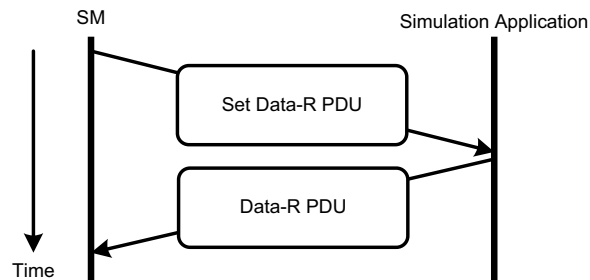 SM
Simulation Application
Set Data-R PDU
Data-R PDU
Time